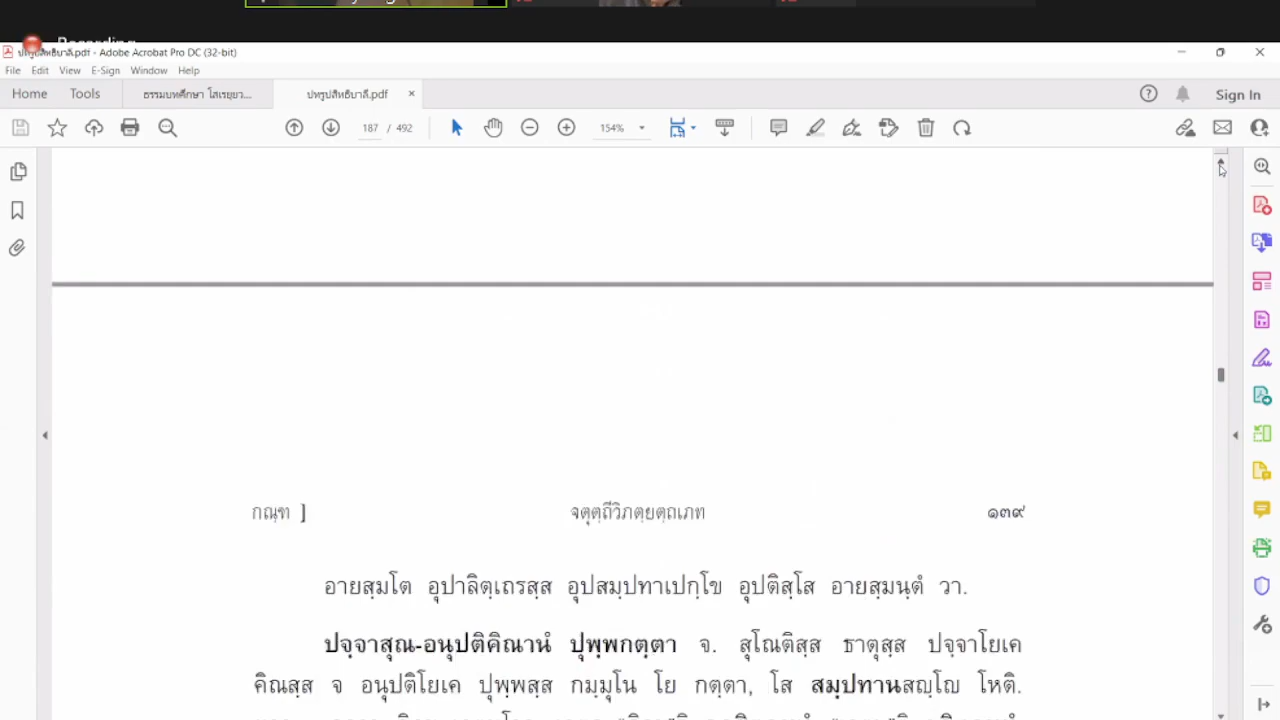 ปทรูปสิทธิบาลี.pdf - Adobe Acrobat Pro DC (32-bit)
File Edit View E-Sign Window Help
Home Tools ธรรมบทศึกษา โสเรยฺยว... ปทรูปสิทธิบาลี.pdf × Sign In
187 / 492 154%
กณฺฑ ] จตุตฺถีวิภตฺยตฺถเภท ๑๓๙
อายสฺมโต อุปาลิตฺเถรสฺส อุปสมฺปทาเปกฺโข อุปติสฺโส อายสฺมนฺตํ วา.
ปจฺจาสุณ-อนุปติคิณานํ ปุพฺพกตฺตา จ. สุโณติสฺส ธาตุสฺส ปจฺจาโยเค
คิณสฺส จ อนุปติโยเค ปุพฺพสฺส กมฺมุโน โย กตฺตา, โส สมฺปทานสญฺโญ โหติ.